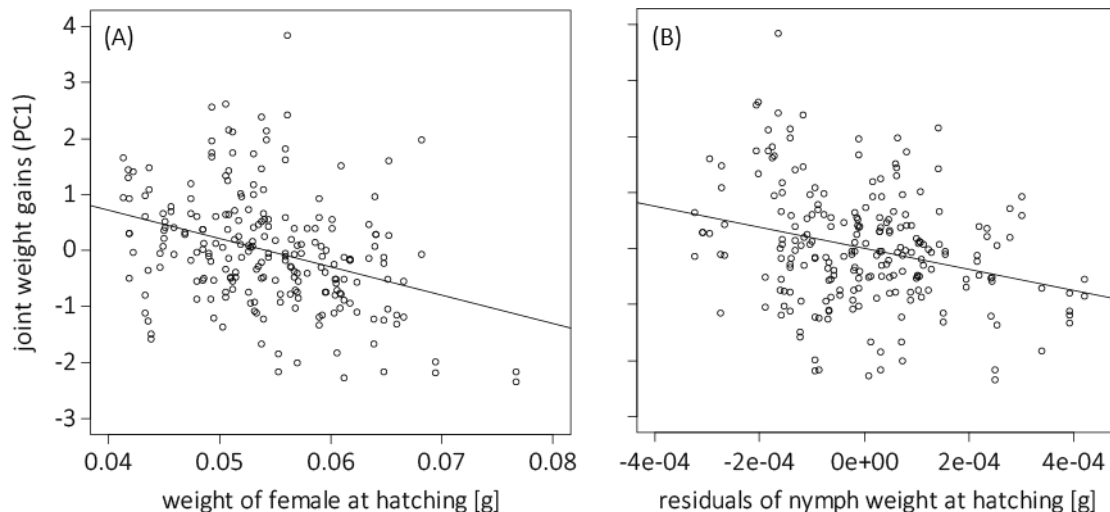 (A)
(B)
4
3
2
1
0
-1
-2
-3
joint weight gains (PC1)
0.04 0.05 0.06 0.07 0.08
-4e-04 -2e-04 0e+00 2e-04 4e-04
weight of female at hatching [g]
residuals of nymph weight at hatching [g]